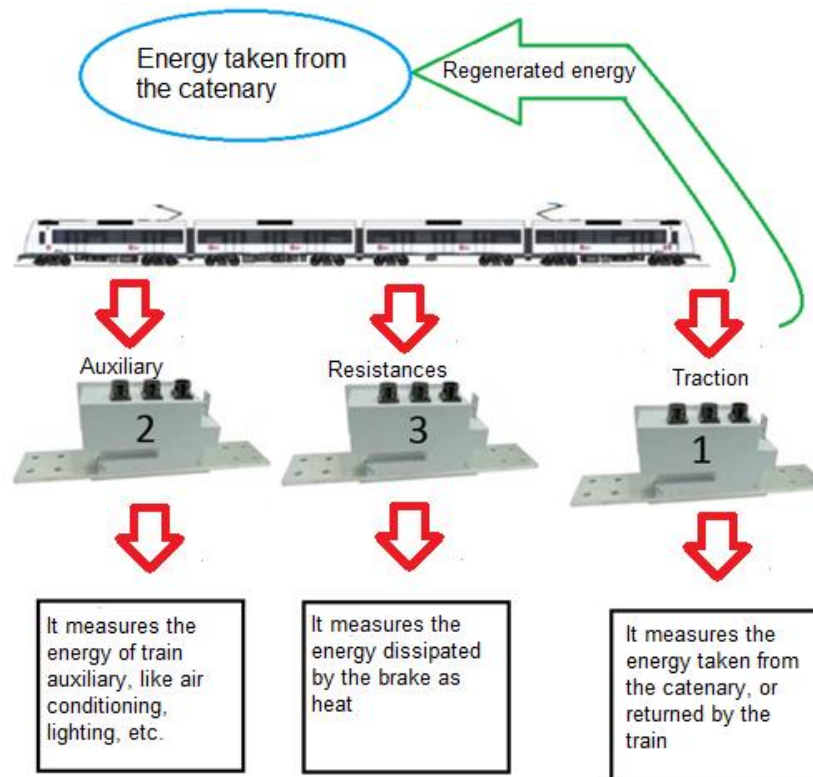 Energy taken from
the catenary
Regenerated energy
Auxiliary
Resistances
Traction
2
3
1
It measures the
energy of train
auxiliary, like air
conditioning,
lighting, etc.
It measures the
energy dissipated
by the brake as
heat
It measures the
energy taken from
the catenary, or
returned by the
train